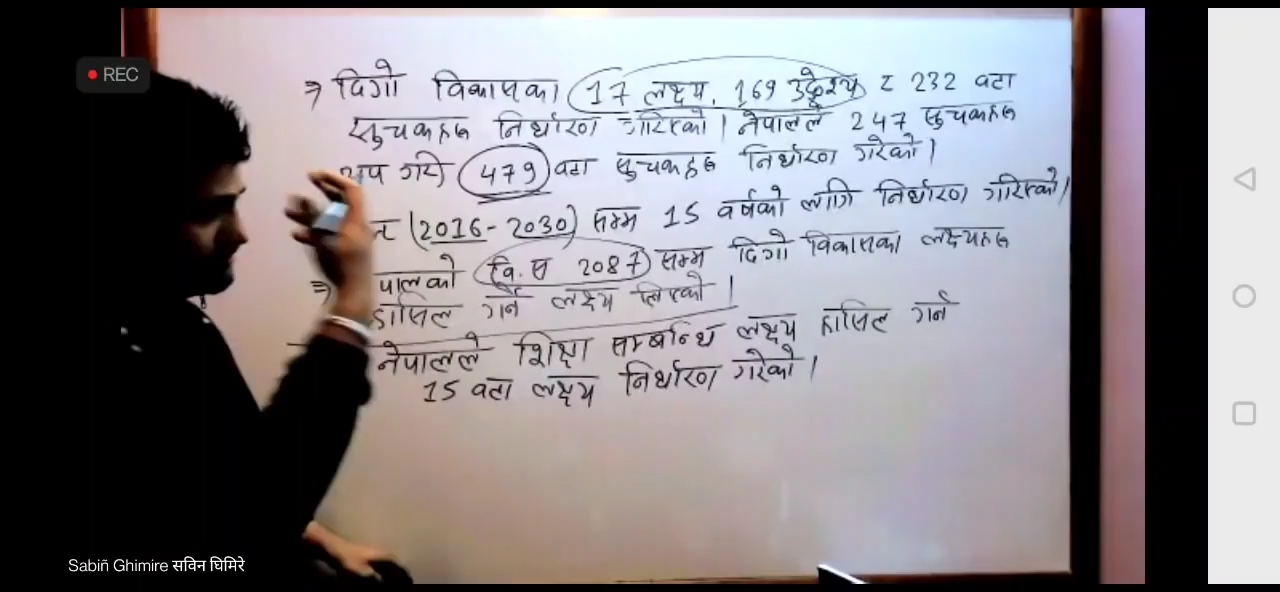 REC
⇒ दिगो विकासका 17 लक्ष्य, 169 उद्देश्य र 232 वटा
सुचकहरु निर्धारण गरिएको। नेपालले 247 सुचकहरु
थप गरी 479 वटा सुचकहरु निर्धारण गरेको।
(2016-2030) सम्म 15 वर्षको लागि निर्धारण गरिएको।
⇒ पालको वि.स 2087 सम्म दिगो विकासका लक्ष्यहरु
हासिल गर्ने लक्ष्य लिएको।
नेपालले शिक्षा सम्बन्धि लक्ष्य हासिल गर्न
15 वटा लक्ष्य निर्धारण गरेको।
Sabiñ Ghimire सविन घिमिरे